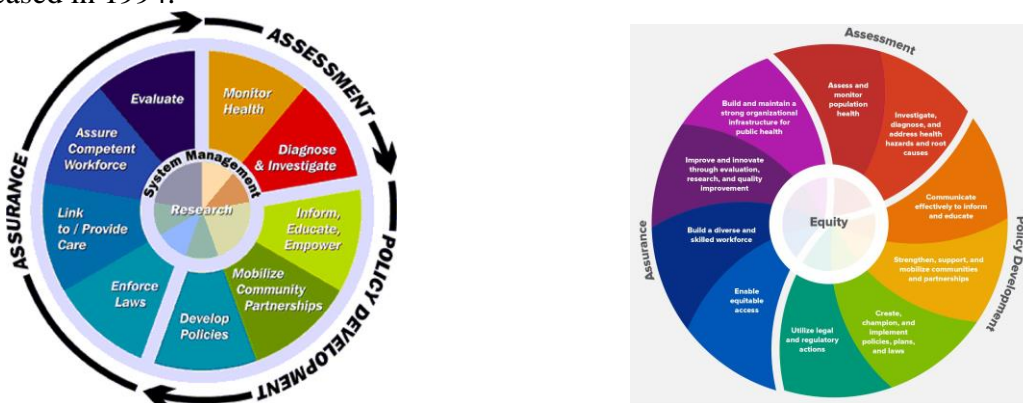 ased in 1994.
ASSESSMENT
POLICY DEVELOPMENT
ASSURANCE
Monitor
Health
Diagnose
& Investigate
Inform,
Educate,
Empower
Mobilize
Community
Partnerships
Develop
Policies
Enforce
Laws
Link
to / Provide
Care
Assure
Competent
Workforce
Evaluate
System Management
Research
Assessment
Policy Development
Assurance
Assess and
monitor
population
health
Investigate,
diagnose, and
address health
hazards and root
causes
Communicate
effectively to inform
and educate
Strengthen, support, and
mobilize communities
and partnerships
Create,
champion, and
implement
policies, plans,
and laws
Utilize legal
and regulatory
actions
Enable
equitable
access
Build a diverse and
skilled workforce
Improve and innovate
through evaluation,
research, and quality
improvement
Build and maintain a
strong organizational
infrastructure for
public health
Equity